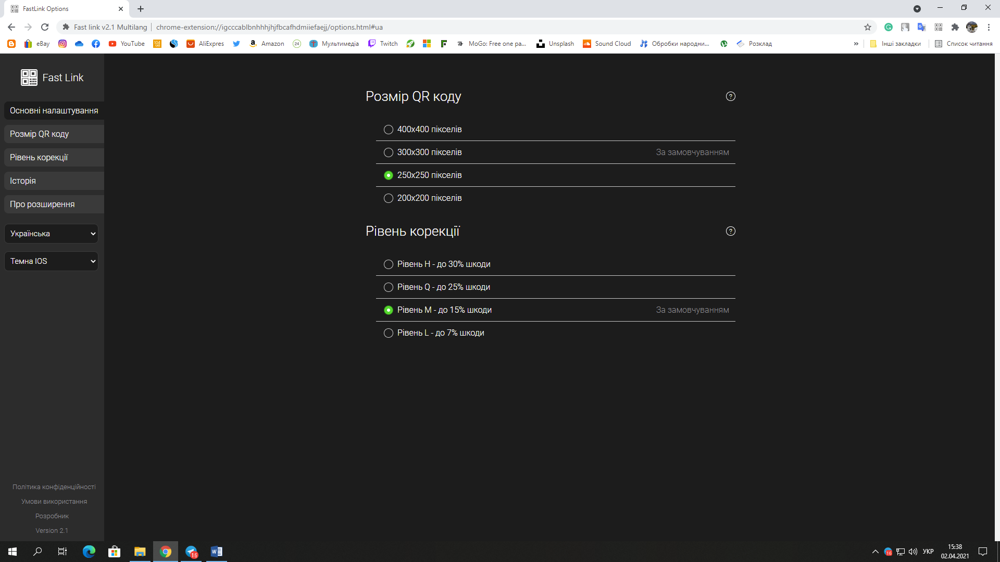 FastLink Options
Fast link v2.1 Multilang
chrome-extension://igcccablbnhhhjhjfbcafhdmiiefaejj/options.html#ua
eBay
YouTube
104.ua
AliExpres
Amazon
24
Мультимедіа
Twitch
MoGo: Free one pa...
Unsplash
Sound Cloud
Обробки народни...
Розклад
»
Інші закладки
Список читання
Fast Link
Основні налаштування
Розмір QR коду
Рівень корекції
Історія
Про розширення
Українська
Темна IOS
Політика конфіденційності
Умови використання
Розробник
Version 2.1
Розмір QR коду
?
400x400 пікселів
300x300 пікселів
За замовчуванням
250x250 пікселів
200x200 пікселів
Рівень корекції
?
Рівень H - до 30% шкоди
Рівень Q - до 25% шкоди
Рівень M - до 15% шкоди
За замовчуванням
Рівень L - до 7% шкоди
16
16
УКР
15:38
02.04.2021